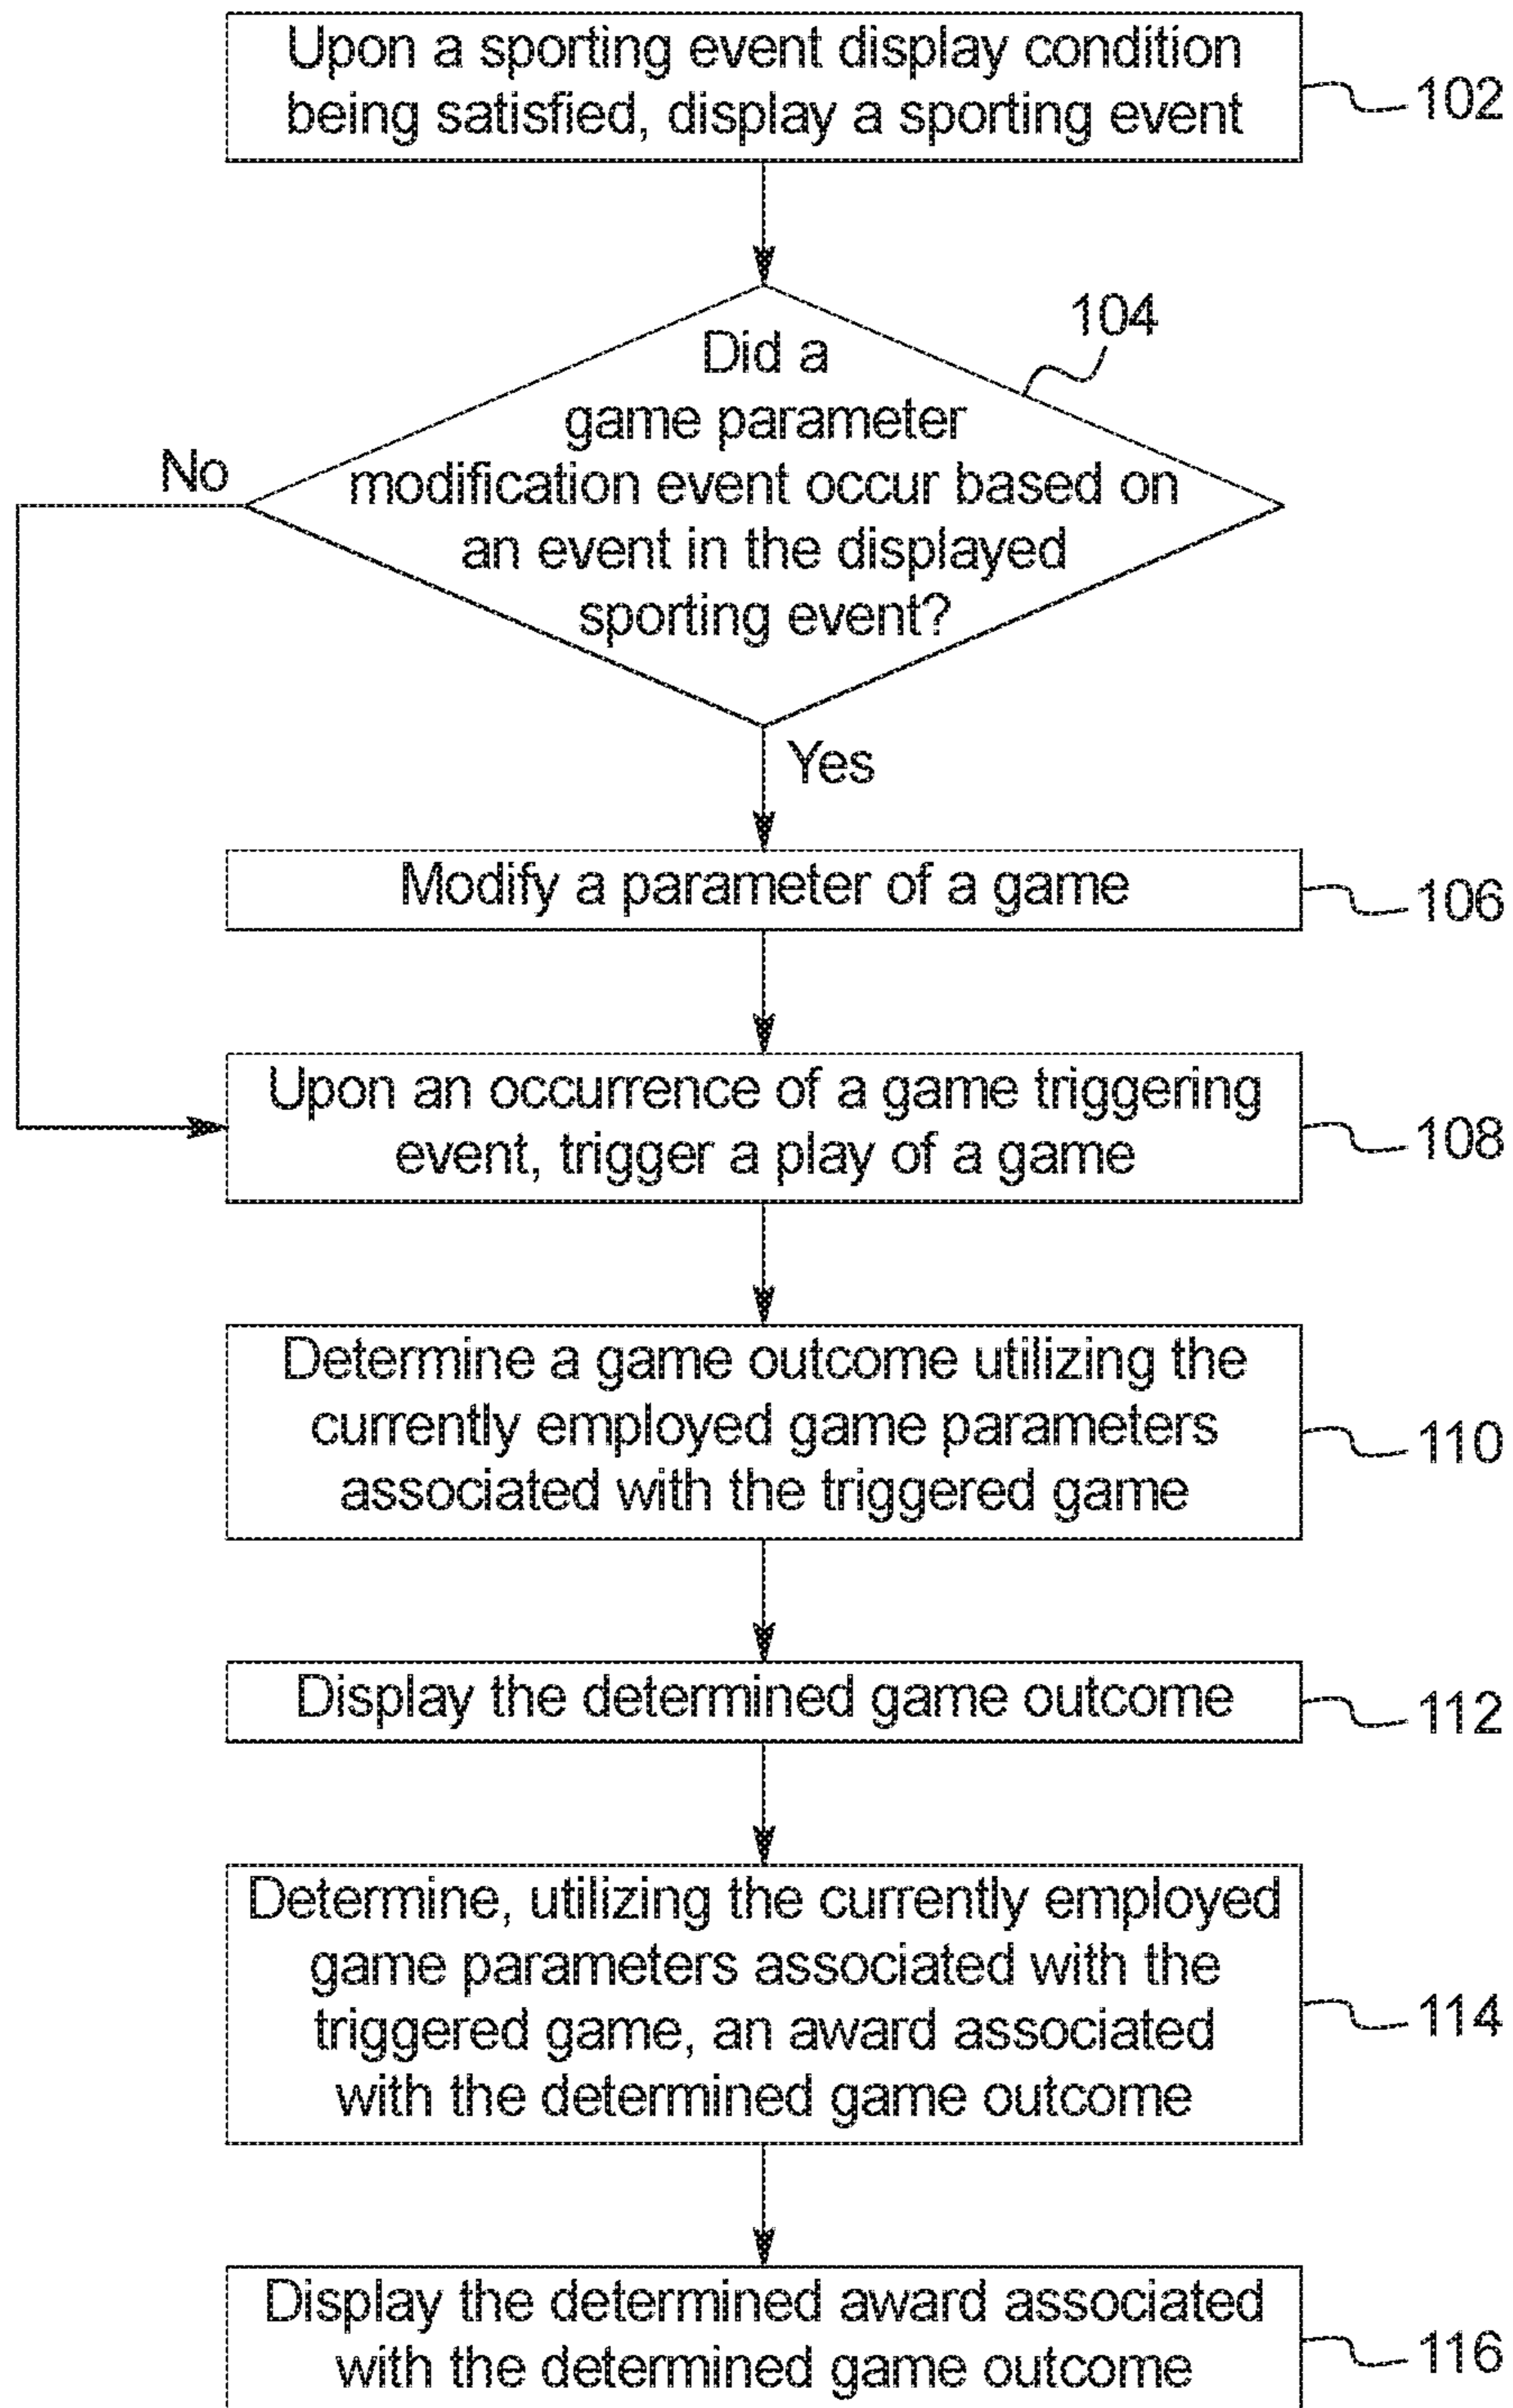 Upon a sporting event display condition
being satisfied, display a sporting event
102
104
Did a
game parameter
modification event occur based on
an event in the displayed
sporting event?
No
Yes
Modify a parameter of a game
106
Upon an occurrence of a game triggering
event, trigger a play of a game
108
Determine a game outcome utilizing the
currently employed game parameters
associated with the triggered game
110
Display the determined game outcome
112
Determine, utilizing the currently employed
game parameters associated with the
triggered game, an award associated
with the determined game outcome
114
Display the determined award associated
with the determined game outcome
116